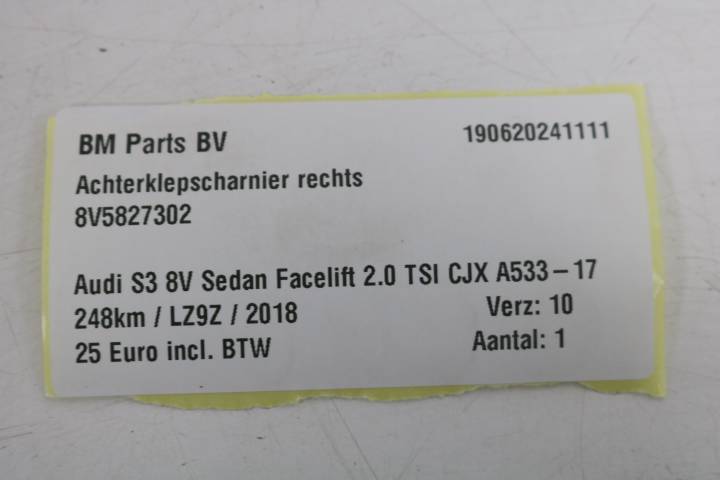 BM Parts BV 190620241111
Achterklepscharnier rechts
8V5827302
Audi S3 8V Sedan Facelift 2.0 TSI CJX A533-17
248km / LZ9Z / 2018 Verz: 10
25 Euro incl. BTW Aantal: 1